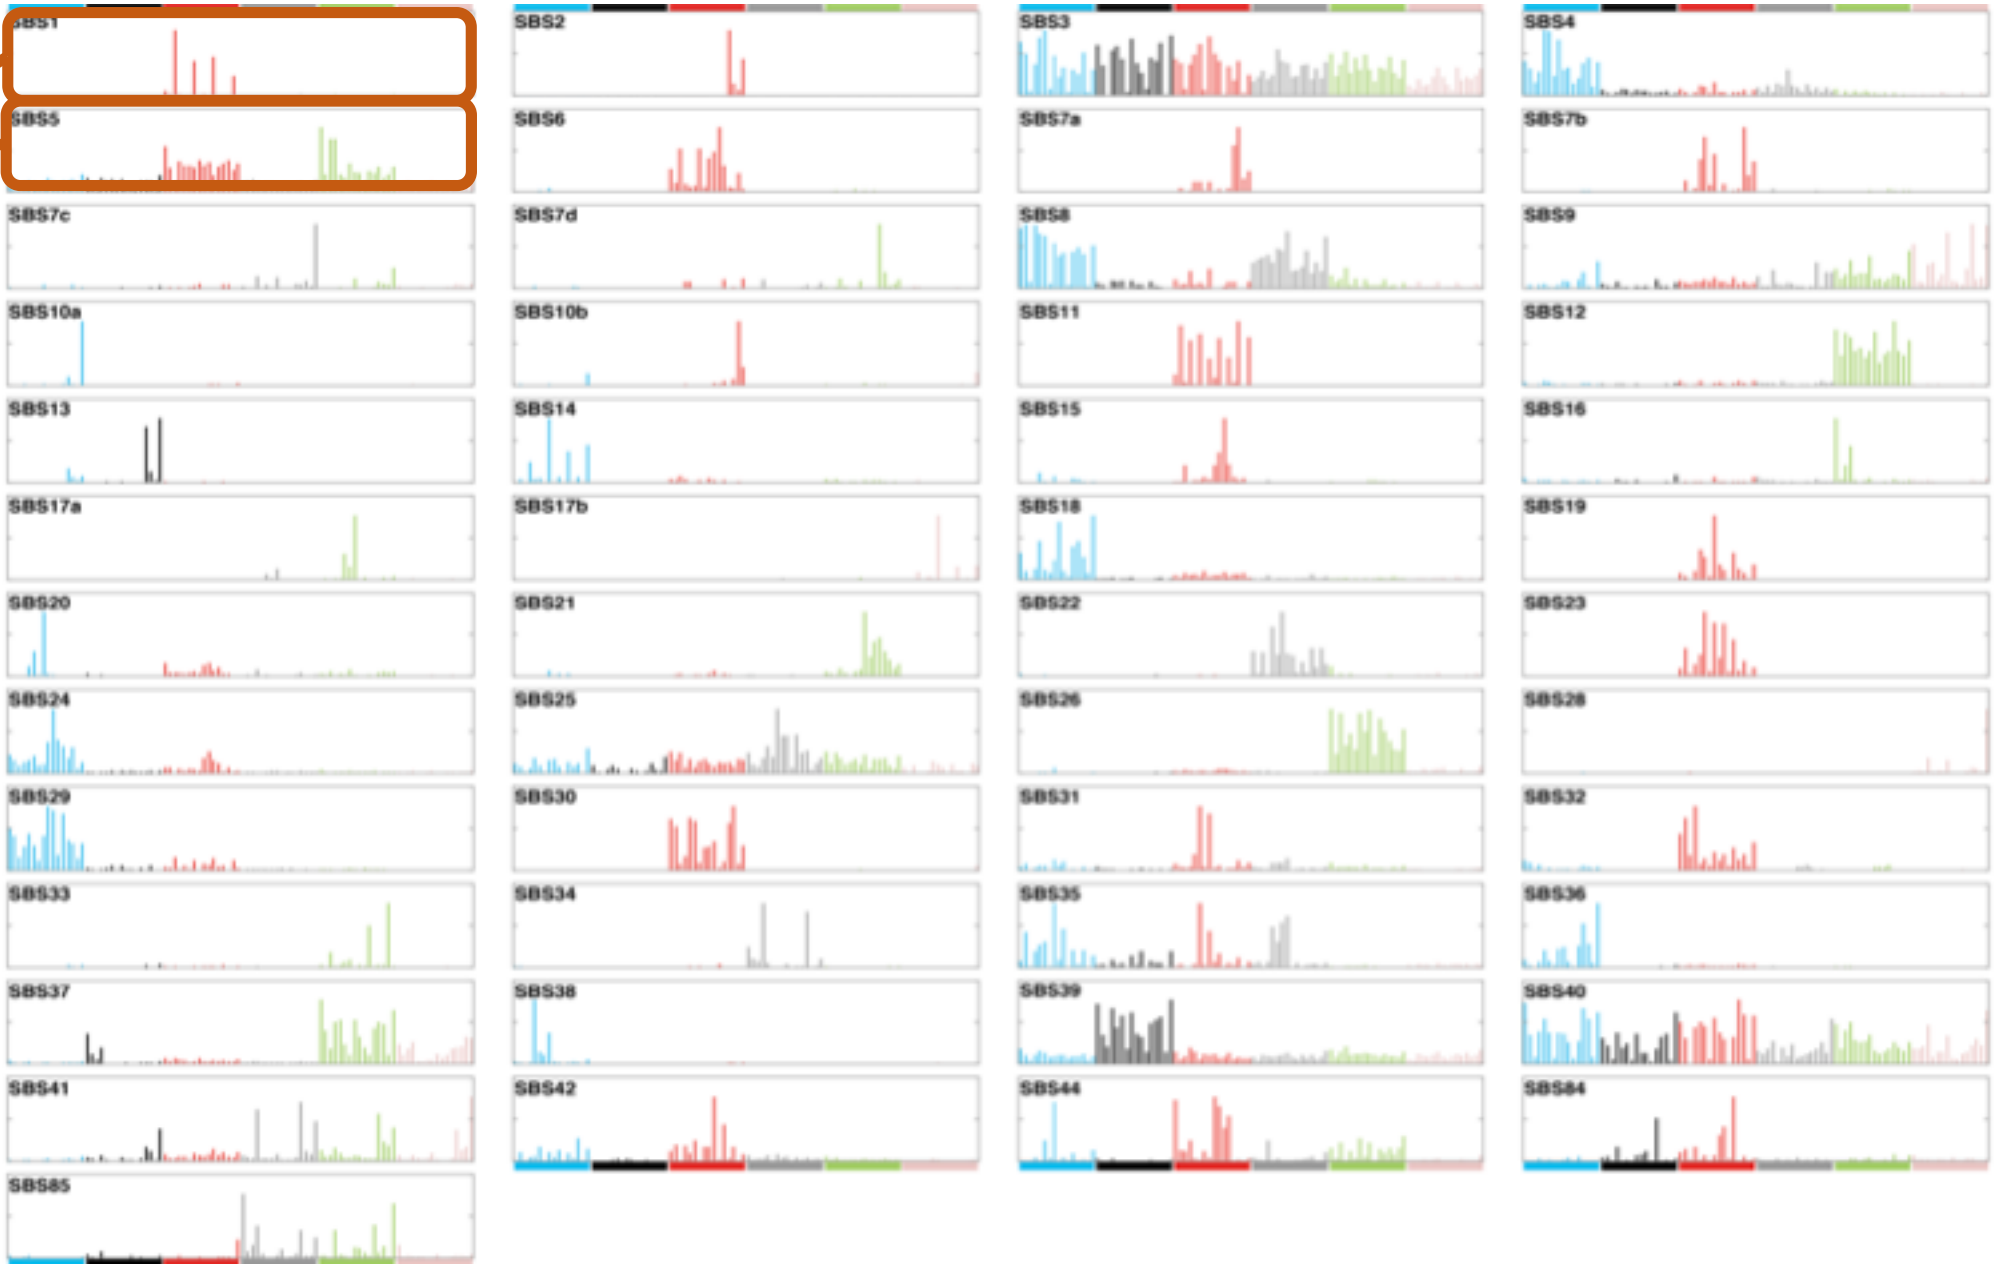 SBS1 SBS2 SBS3 SBS4
SBS5 SBS6 SBS7a SBS7b
SBS7c SBS7d SBS8 SBS9
SBS10a SBS10b SBS11 SBS12
SBS13 SBS14 SBS15 SBS16
SBS17a SBS17b SBS18 SBS19
SBS20 SBS21 SBS22 SBS23
SBS24 SBS25 SBS26 SBS28
SBS29 SBS30 SBS31 SBS32
SBS33 SBS34 SBS35 SBS36
SBS37 SBS38 SBS39 SBS40
SBS41 SBS42 SBS44 SBS84
SBS85